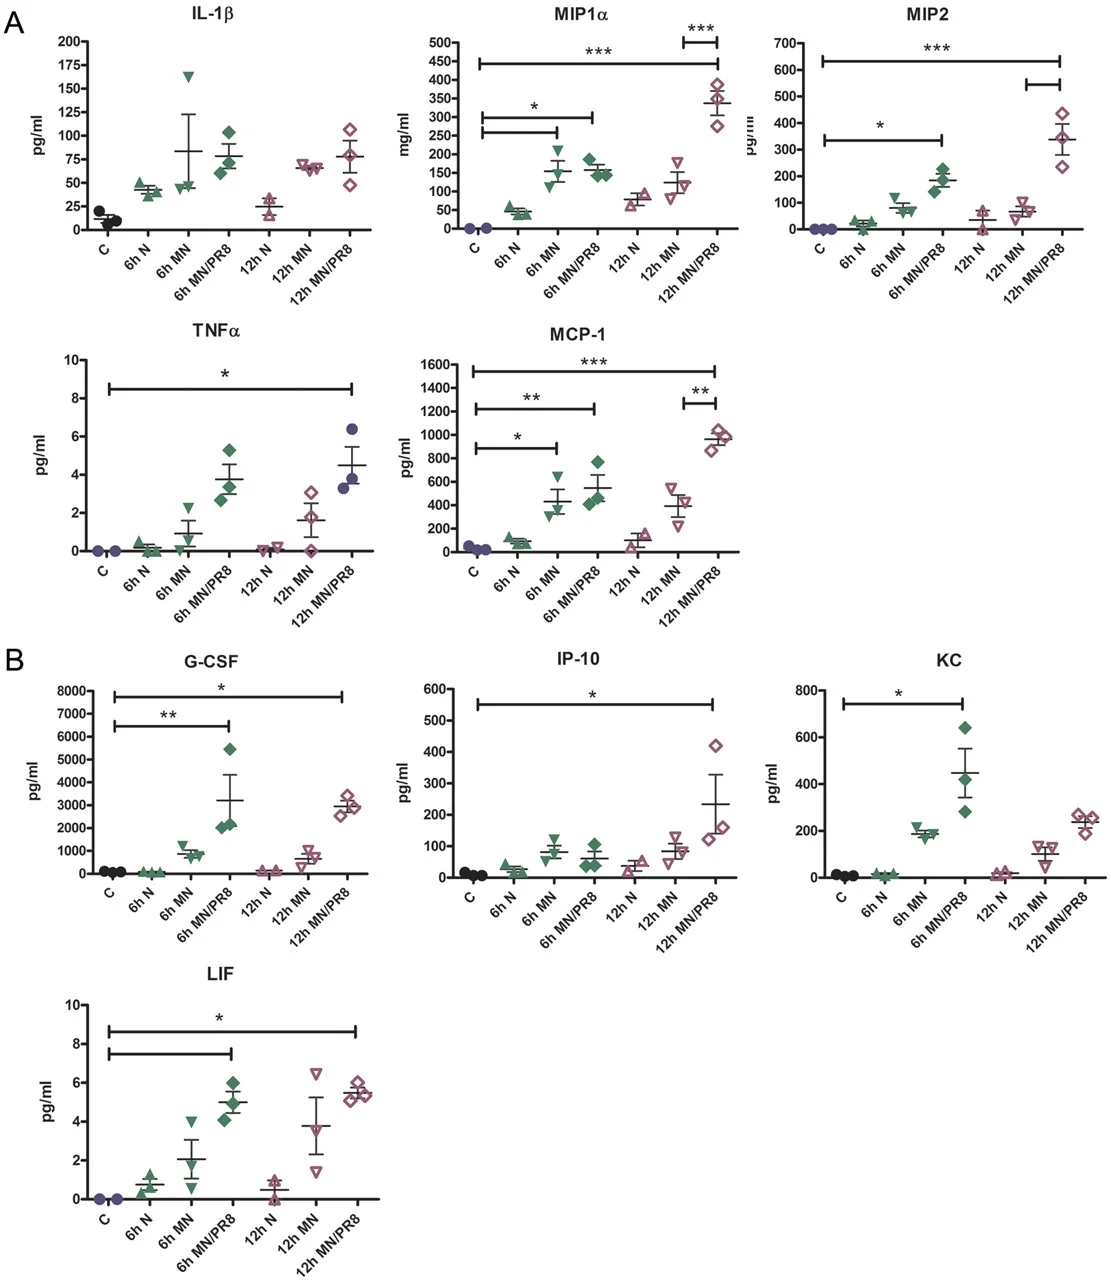 A
IL-1β
pg/ml
200
175
150
125
100
75
50
25
0
C
6h N
6h MN
6h MN/PR8
12h N
12h MN
12h MN/PR8
MIP1α
mg/ml
500
450
400
350
300
250
200
150
100
50
0
***
***
*
C
6h N
6h MN
6h MN/PR8
12h N
12h MN
12h MN/PR8
MIP2
pg/ml
700
600
500
400
300
200
100
0
***
*
C
6h N
6h MN
6h MN/PR8
12h N
12h MN
12h MN/PR8
TNFα
pg/ml
10
8
6
4
2
0
*
C
6h N
6h MN
6h MN/PR8
12h N
12h MN
12h MN/PR8
MCP-1
pg/ml
1600
1400
1200
1000
800
600
400
200
0
***
**
**
*
C
6h N
6h MN
6h MN/PR8
12h N
12h MN
12h MN/PR8
B
G-CSF
pg/ml
8000
7000
6000
5000
4000
3000
2000
1000
0
*
**
C
6h N
6h MN
6h MN/PR8
12h N
12h MN
12h MN/PR8
IP-10
pg/ml
600
500
400
300
200
100
0
*
C
6h N
6h MN
6h MN/PR8
12h N
12h MN
12h MN/PR8
KC
pg/ml
800
600
400
200
0
*
C
6h N
6h MN
6h MN/PR8
12h N
12h MN
12h MN/PR8
LIF
pg/ml
10
8
6
4
2
0
*
C
6h N
6h MN
6h MN/PR8
12h N
12h MN
12h MN/PR8